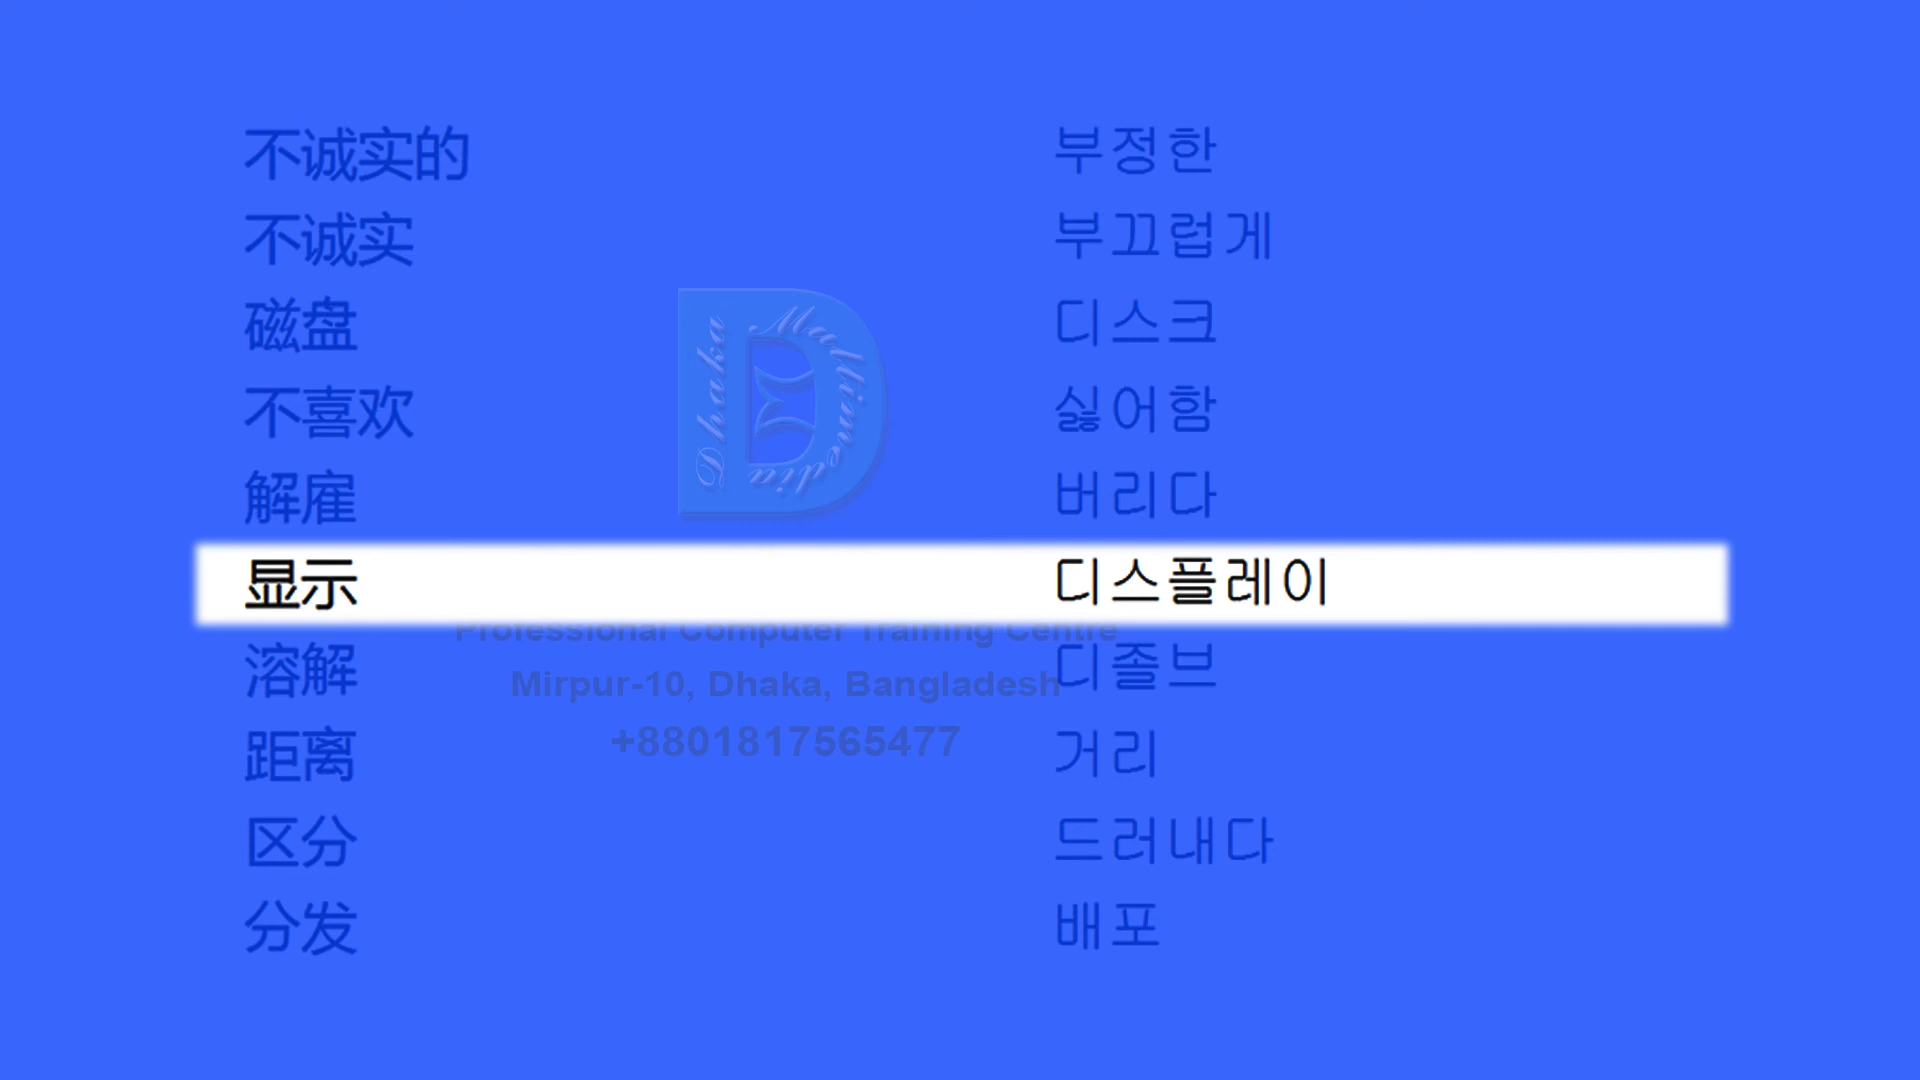 不诚实的 부정한
不诚实 부끄럽게
磁盘 디스크
不喜欢 싫어함
解雇 버리다
显示 디스플레이
溶解 디졸브
距离 거리
区分 드러내다
分发 배포
Dhaka Multimedia
Professional Computer Training Centre
Mirpur-10, Dhaka, Bangladesh
+8801817565477